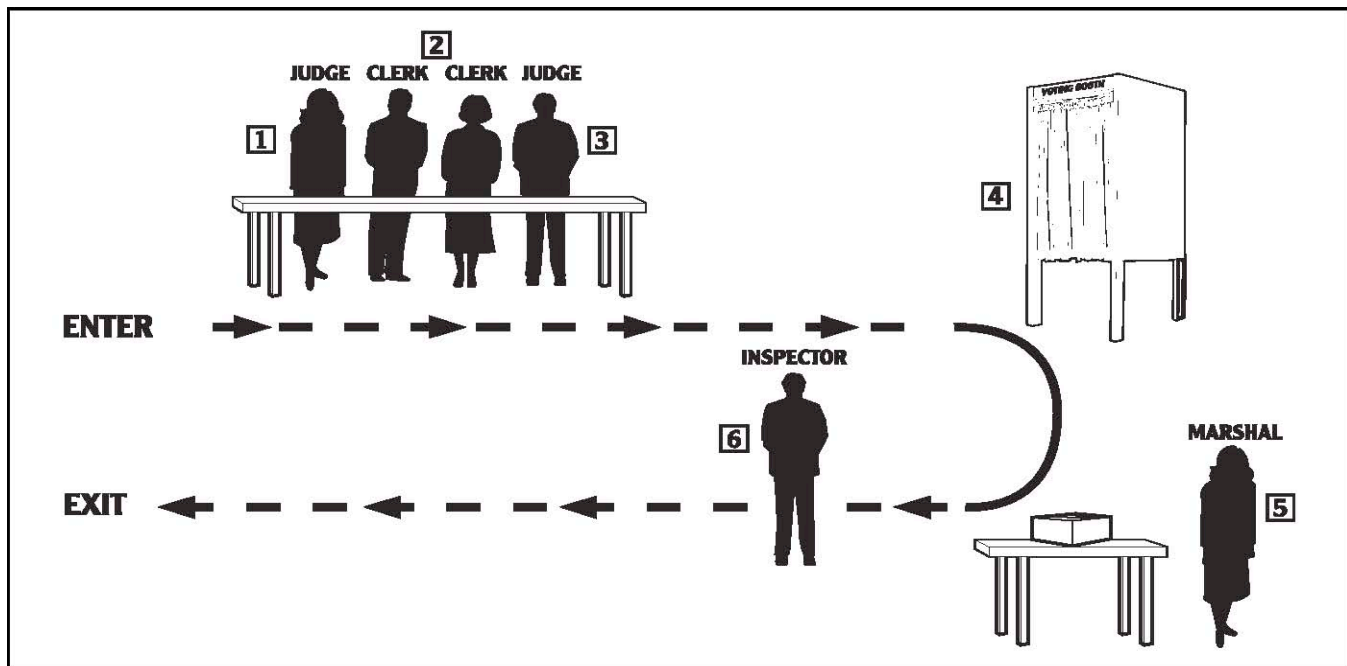 2
JUDGE CLERK CLERK JUDGE
1
3
VOTING BOOTH
4
ENTER
INSPECTOR
6
MARSHAL
5
EXIT